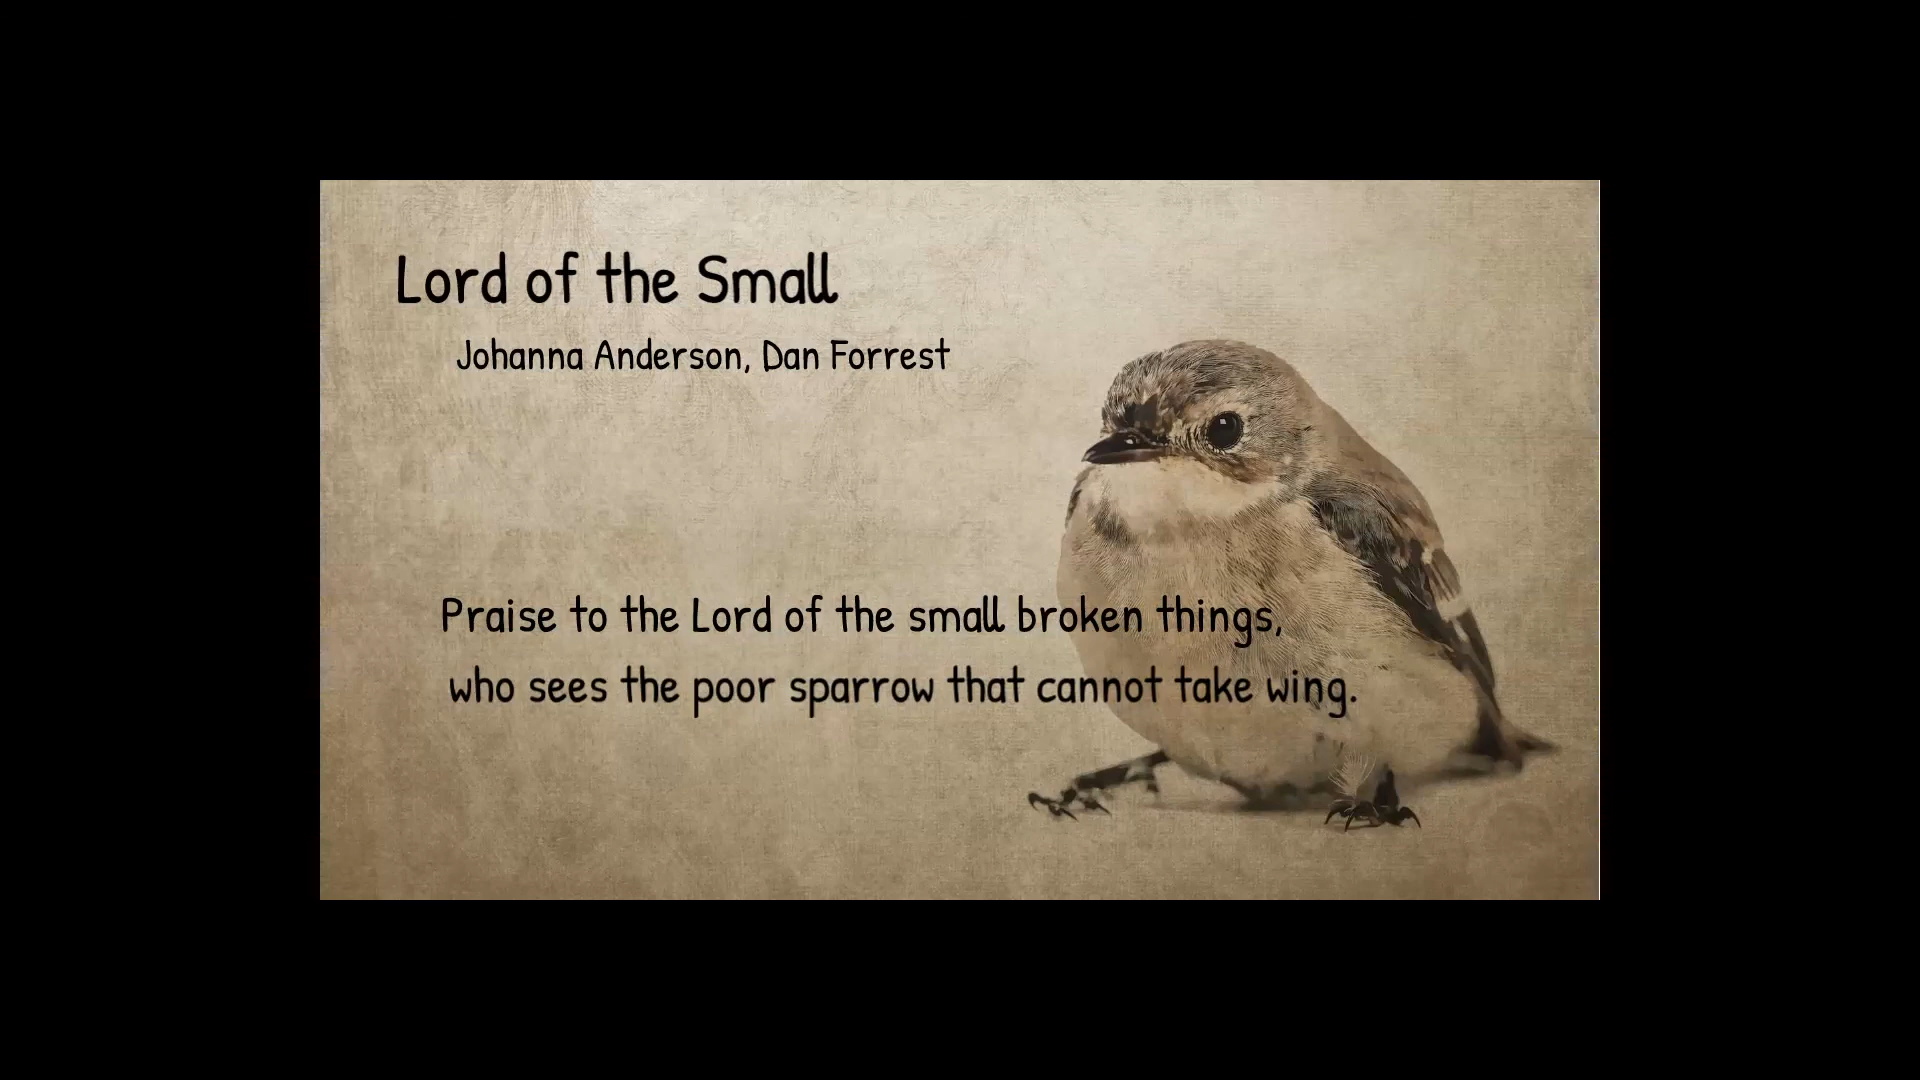 Lord of the Small
Johanna Anderson, Dan Forrest
Praise to the Lord of the small broken things,
who sees the poor sparrow that cannot take wing.